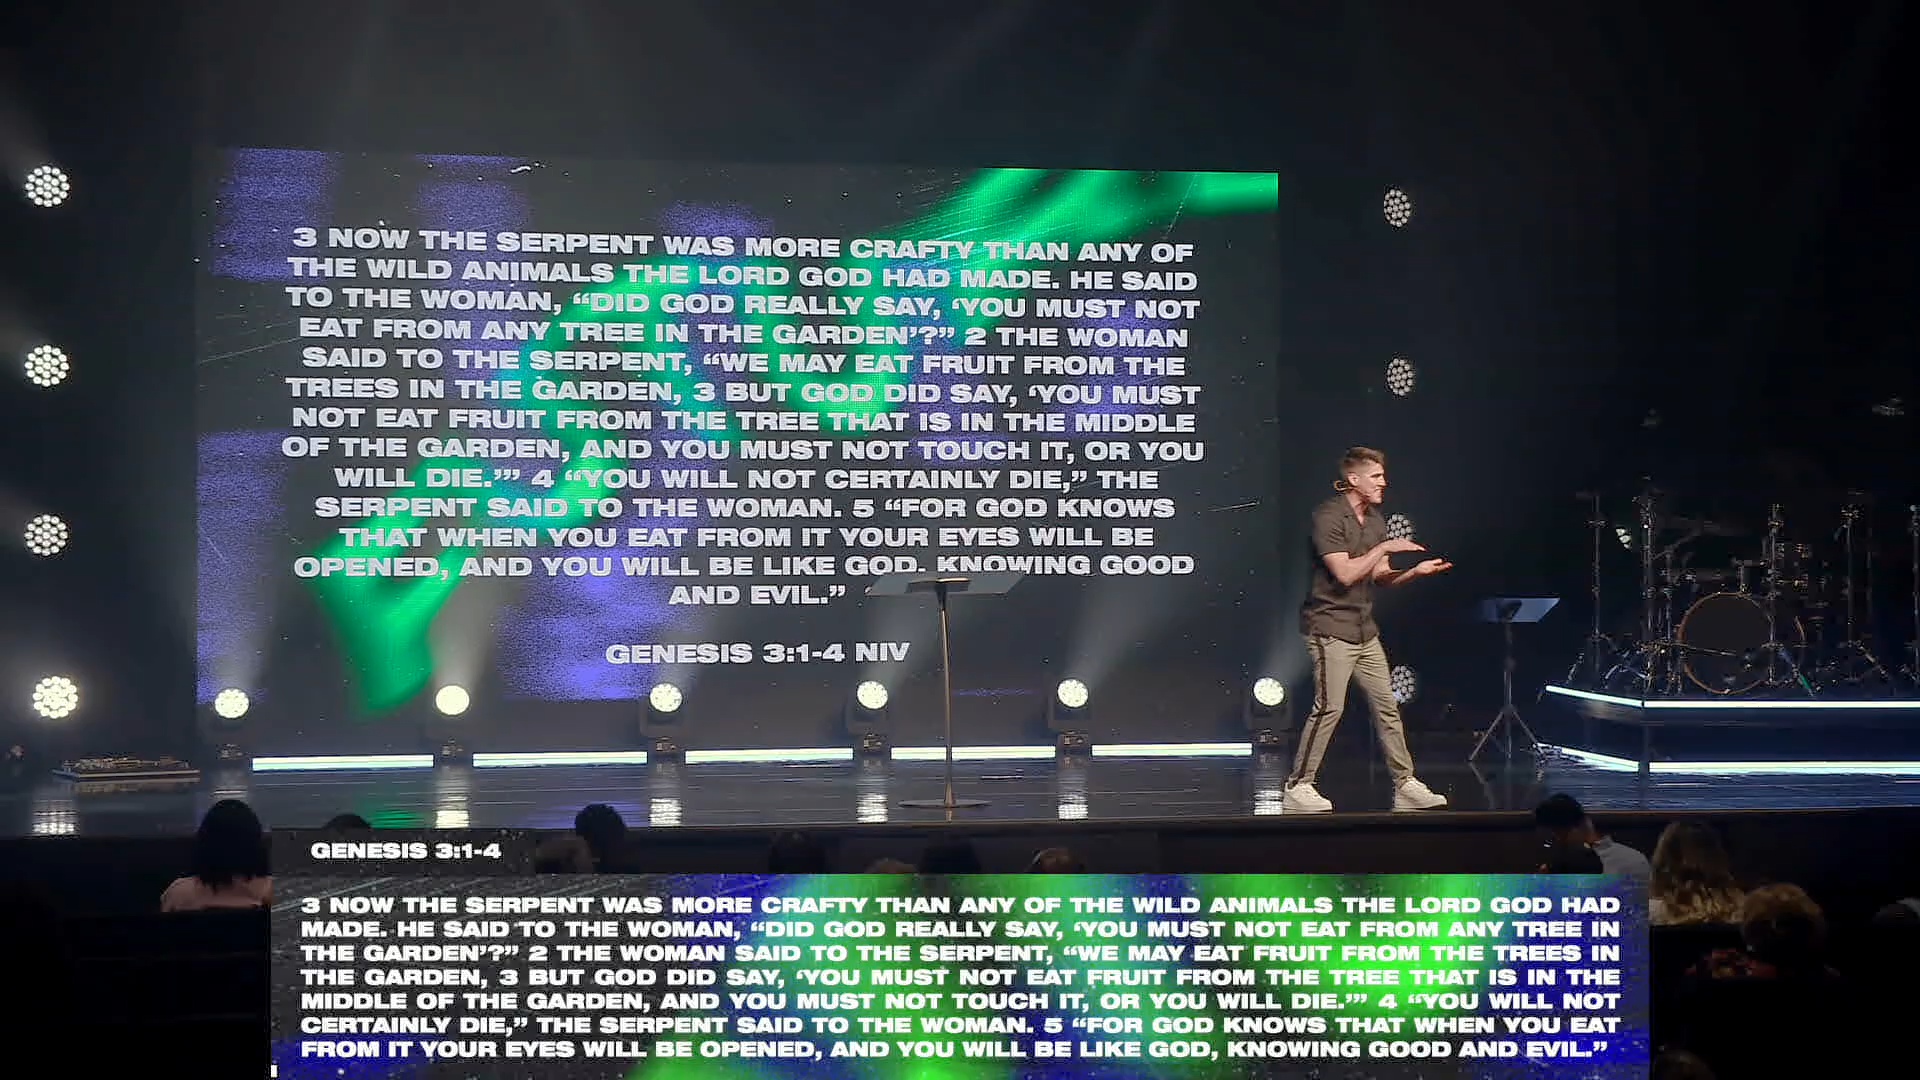 3 NOW THE SERPENT WAS MORE CRAFTY THAN ANY OF
THE WILD ANIMALS THE LORD GOD HAD MADE. HE SAID
TO THE WOMAN, “DID GOD REALLY SAY, ‘YOU MUST NOT
EAT FROM ANY TREE IN THE GARDEN’?” 2 THE WOMAN
SAID TO THE SERPENT, “WE MAY EAT FRUIT FROM THE
TREES IN THE GARDEN, 3 BUT GOD DID SAY, ‘YOU MUST
NOT EAT FRUIT FROM THE TREE THAT IS IN THE MIDDLE
OF THE GARDEN, AND YOU MUST NOT TOUCH IT, OR YOU
WILL DIE.’” 4 “YOU WILL NOT CERTAINLY DIE,” THE
SERPENT SAID TO THE WOMAN. 5 “FOR GOD KNOWS
THAT WHEN YOU EAT FROM IT YOUR EYES WILL BE
OPENED, AND YOU WILL BE LIKE GOD, KNOWING GOOD
AND EVIL.”
GENESIS 3:1-4 NIV
GENESIS 3:1-4
3 NOW THE SERPENT WAS MORE CRAFTY THAN ANY OF THE WILD ANIMALS THE LORD GOD HAD
MADE. HE SAID TO THE WOMAN, “DID GOD REALLY SAY, ‘YOU MUST NOT EAT FROM ANY TREE IN
THE GARDEN’?” 2 THE WOMAN SAID TO THE SERPENT, “WE MAY EAT FRUIT FROM THE TREES IN
THE GARDEN, 3 BUT GOD DID SAY, ‘YOU MUST NOT EAT FRUIT FROM THE TREE THAT IS IN THE
MIDDLE OF THE GARDEN, AND YOU MUST NOT TOUCH IT, OR YOU WILL DIE.’” 4 “YOU WILL NOT
CERTAINLY DIE,” THE SERPENT SAID TO THE WOMAN. 5 “FOR GOD KNOWS THAT WHEN YOU EAT
FROM IT YOUR EYES WILL BE OPENED, AND YOU WILL BE LIKE GOD, KNOWING GOOD AND EVIL.”